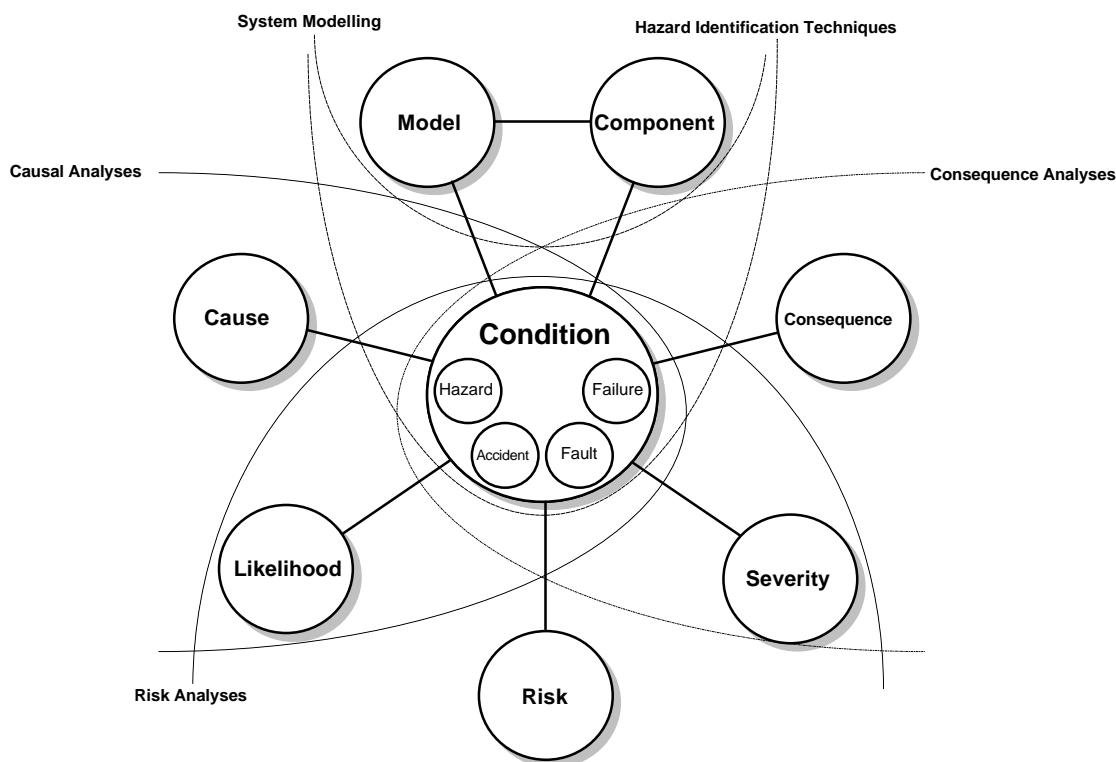 System Modelling
Hazard Identification Techniques
Model
Component
Causal Analyses
Consequence Analyses
Cause
Consequence
Condition
Hazard
Failure
Accident
Fault
Likelihood
Severity
Risk Analyses
Risk